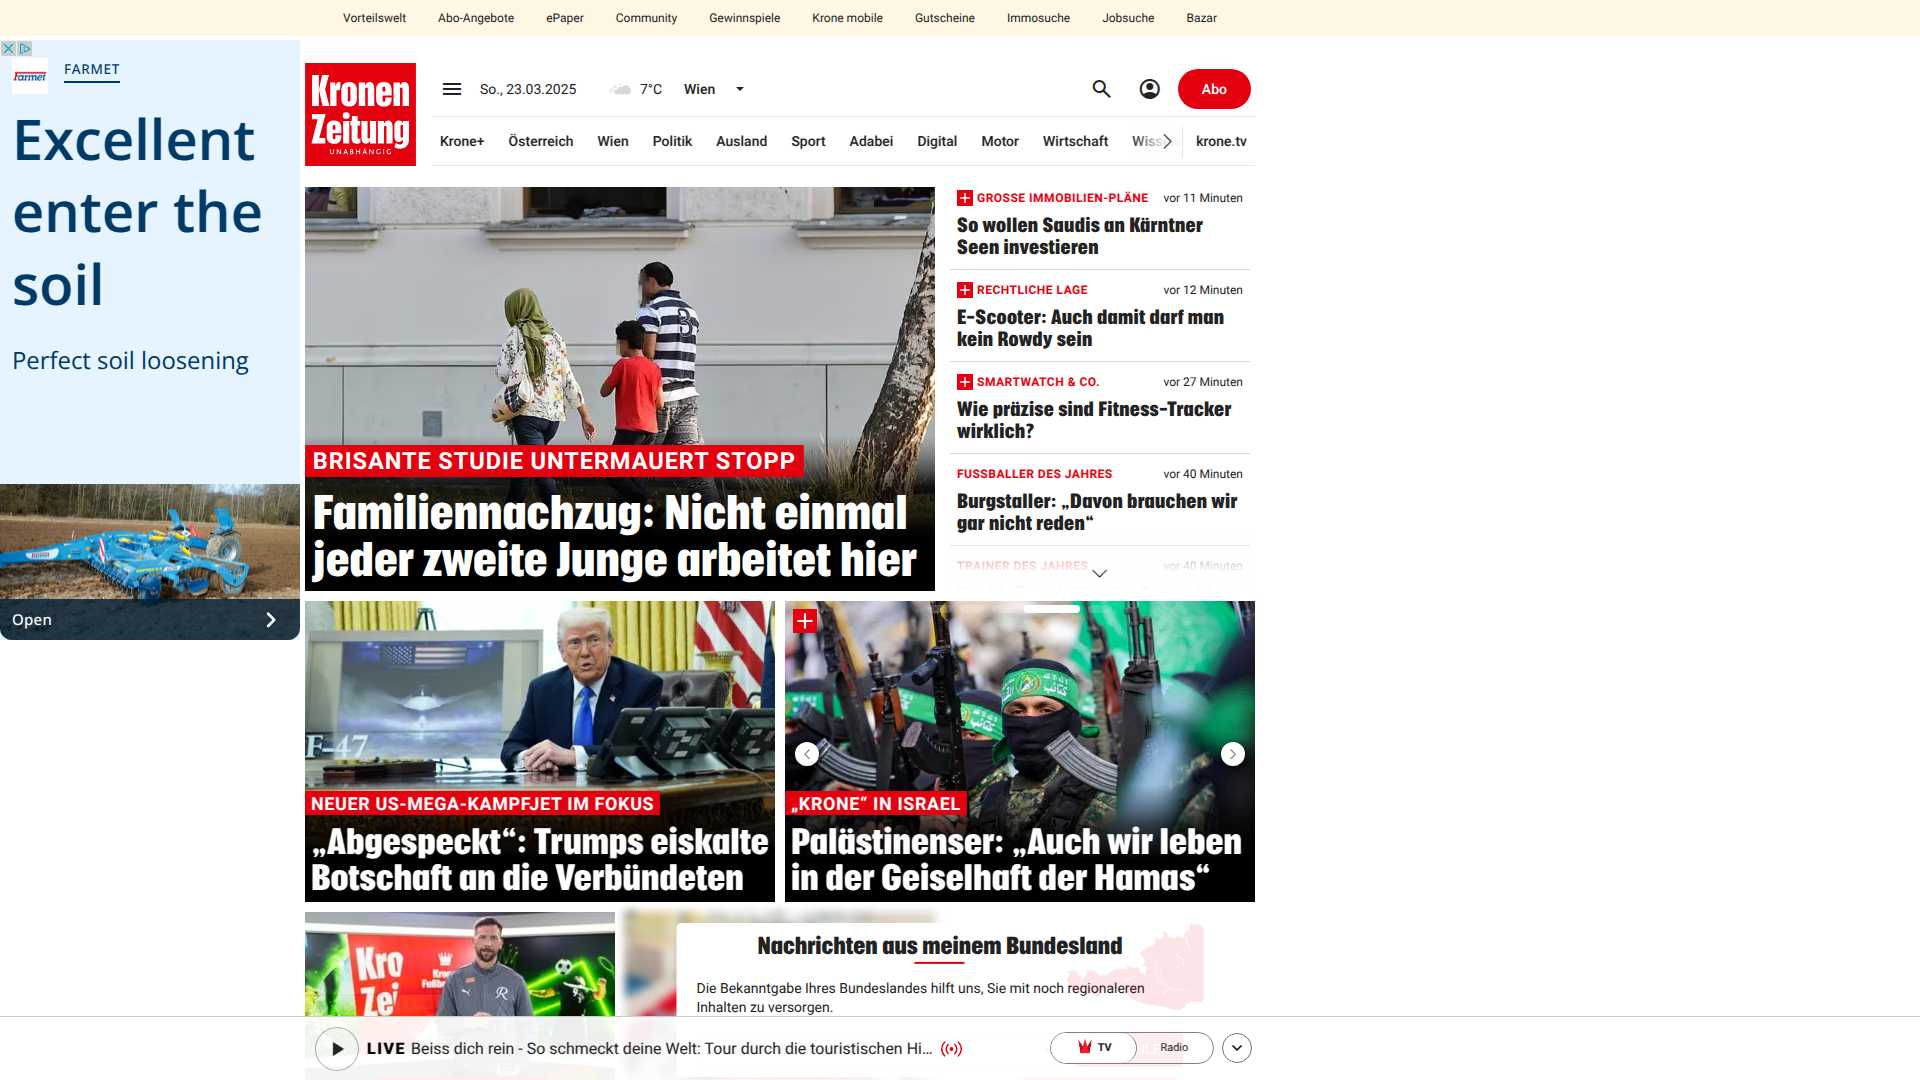 Vorteilswelt Abo-Angebote ePaper Community Gewinnspiele Krone mobile Gutscheine Immosuche Jobsuche Bazar
Farmet
FARMET
Excellent
enter the
soil
Perfect soil loosening
Open
Kronen
Zeitung
UNABHÄNGIG
So., 23.03.2025 7°C Wien
Abo
Krone+ Österreich Wien Politik Ausland Sport Adabei Digital Motor Wirtschaft krone.tv
BRISANTE STUDIE UNTERMAUERT STOPP
Familiennachzug: Nicht einmal
jeder zweite Junge arbeitet hier
GROSSE IMMOBILIEN-PLÄNE vor 11 Minuten
So wollen Saudis an Kärntner
Seen investieren
RECHTLICHE LAGE vor 12 Minuten
E-Scooter: Auch damit darf man
kein Rowdy sein
SMARTWATCH & CO. vor 27 Minuten
Wie präzise sind Fitness-Tracker
wirklich?
FUSSBALLER DES JAHRES vor 40 Minuten
Burgstaller: „Davon brauchen wir
gar nicht reden“
TRAINER DES JAHRES vor 40 Minuten
F-47
NEUER US-MEGA-KAMPFJET IM FOKUS
„Abgespeckt“: Trumps eiskalte
Botschaft an die Verbündeten
„KRONE“ IN ISRAEL
Palästinenser: „Auch wir leben
in der Geiselhaft der Hamas“
Nachrichten aus meinem Bundesland
Die Bekanntgabe Ihres Bundeslandes hilft uns, Sie mit noch regionaleren
Inhalten zu versorgen.
LIVE Beiss dich rein - So schmeckt deine Welt: Tour durch die touristischen Hi...
TV Radio